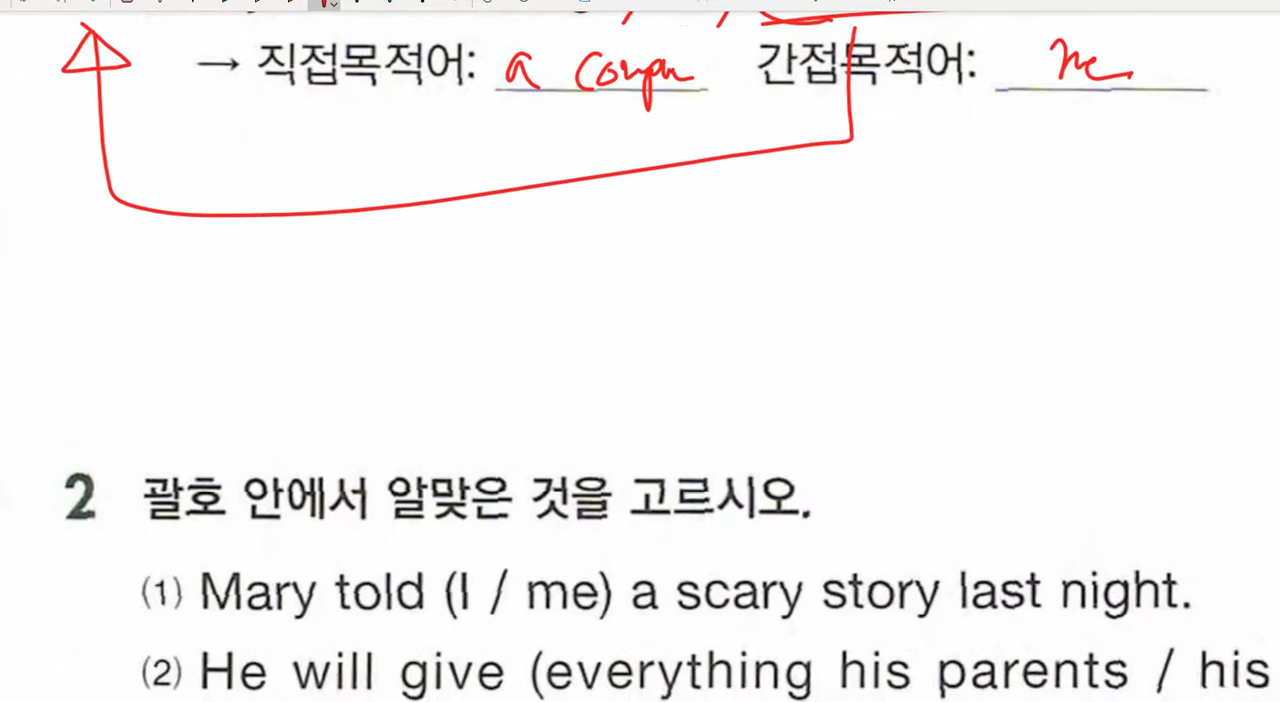 → 직접목적어: a 간접목적어: me
2 괄호 안에서 알맞은 것을 고르시오.
(1) Mary told (I / me) a scary story last night.
(2) He will give (everything his parents / his